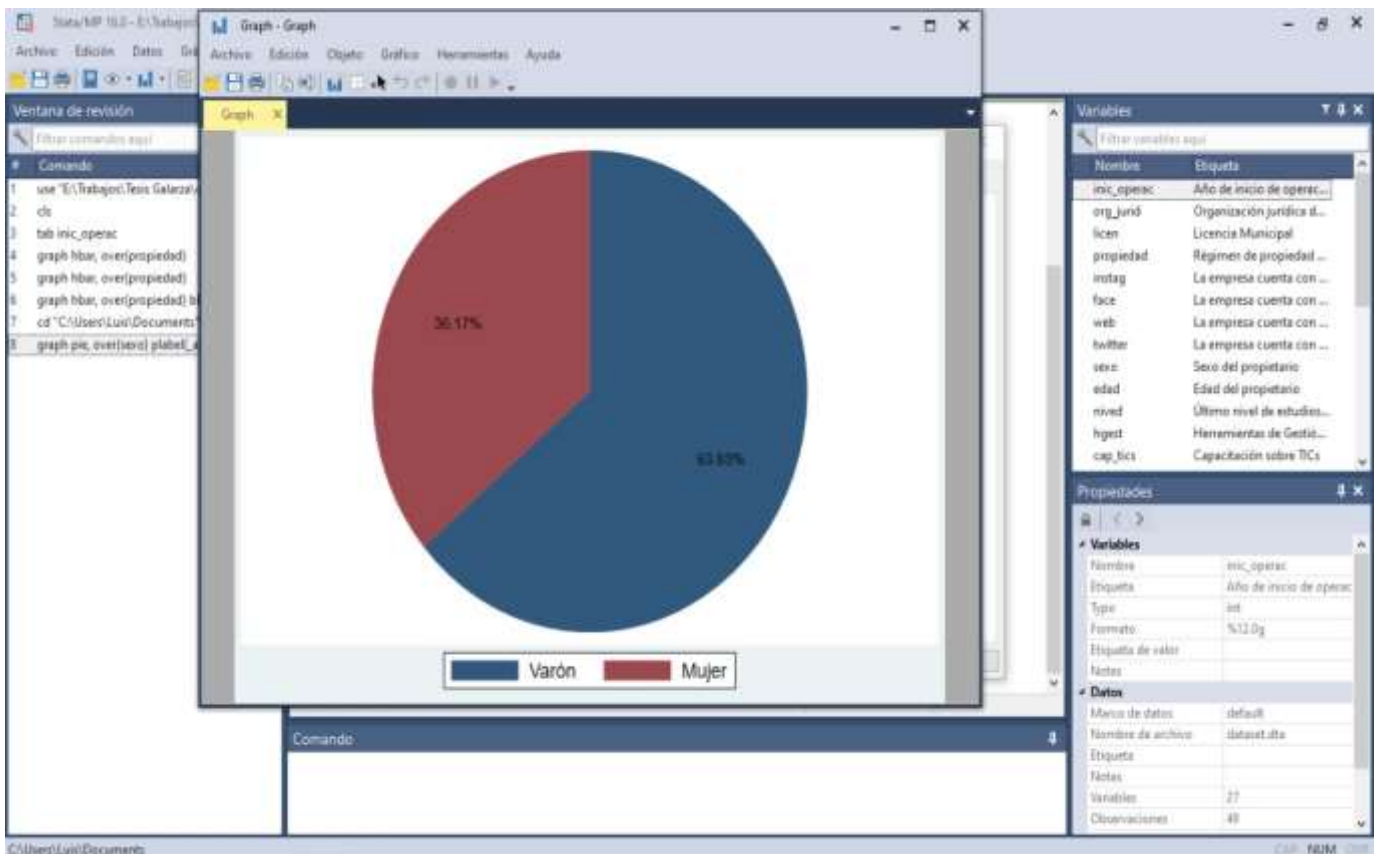 Stata/MP 16.0 - E:\Trabajos\
Archivo Edición Datos
Graph - Graph
Archivo Edición Objeto Gráfico Herramientas Ayuda
Graph
36.17%
63.83%
Varón Mujer
Ventana de revisión
Filtrar comandos aquí
# Comando
1 use "E:\Trabajos\Tesis Galarza\
2 cls
3 tab inic_operac
4 graph hbar, over(propiedad)
5 graph hbar, over(propiedad)
6 graph hbar, over(propiedad) bl
7 cd "C:\Users\Luis\Documents"
8 graph pie, over(sexo) plabel(_a
Comando
Variables
Filtrar variables aquí
Nombre Etiqueta
inic_operac Año de inicio de operac...
org_jurid Organización jurídica d...
licen Licencia Municipal
propiedad Régimen de propiedad ...
instag La empresa cuenta con ...
face La empresa cuenta con ...
web La empresa cuenta con ...
twitter La empresa cuenta con ...
sexo Sexo del propietario
edad Edad del propietario
nived Último nivel de estudios...
hgest Herramientas de Gestió...
cap_tics Capacitación sobre TICs
Propiedades
Variables
Nombre inic_operac
Etiqueta Año de inicio de operac
Type int
Formato %12.0g
Etiqueta de valor
Notas
Datos
Marco de datos default
Nombre de archivo dataset.dta
Etiqueta
Notas
Variables 27
Observaciones
C:\Users\Luis\Documents
CAP NUM OVR